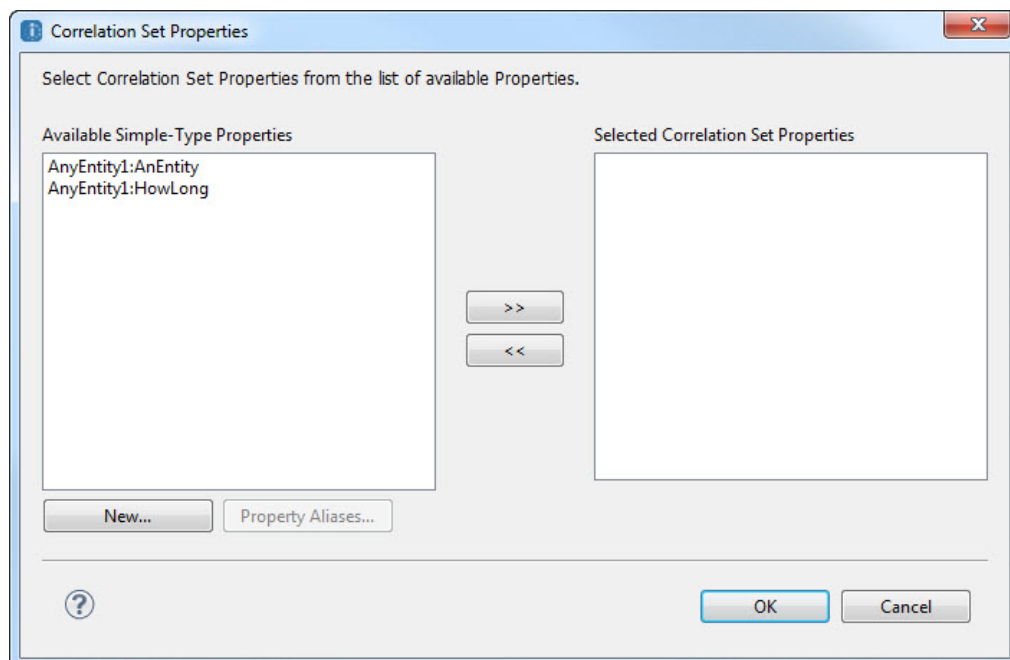 Correlation Set Properties
Select Correlation Set Properties from the list of available Properties.
Available Simple-Type Properties
Selected Correlation Set Properties
AnyEntity1:AnEntity
AnyEntity1:HowLong
>>
<<
New...
Property Aliases...
?
OK
Cancel